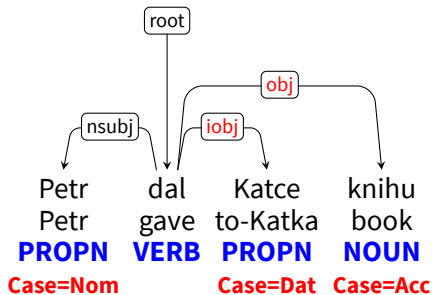 root
obj
nsubj
iobj
Petr dal Katce knihu
Petr gave to-Katka book
PROPN VERB PROPN NOUN
Case=Nom Case=Dat Case=Acc